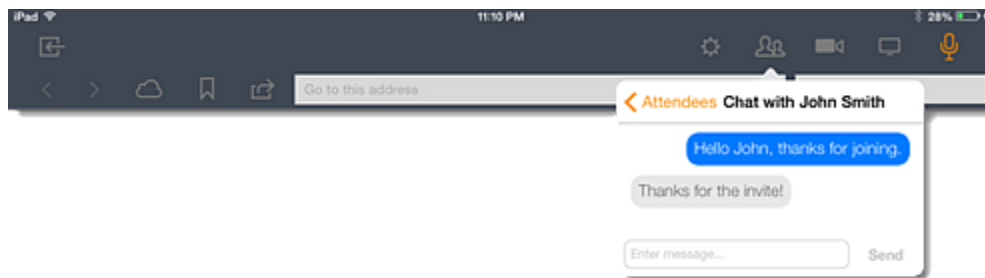 iPad 11:10 PM 28%
Go to this address
Attendees Chat with John Smith
Hello John, thanks for joining.
Thanks for the invite!
Enter message... Send